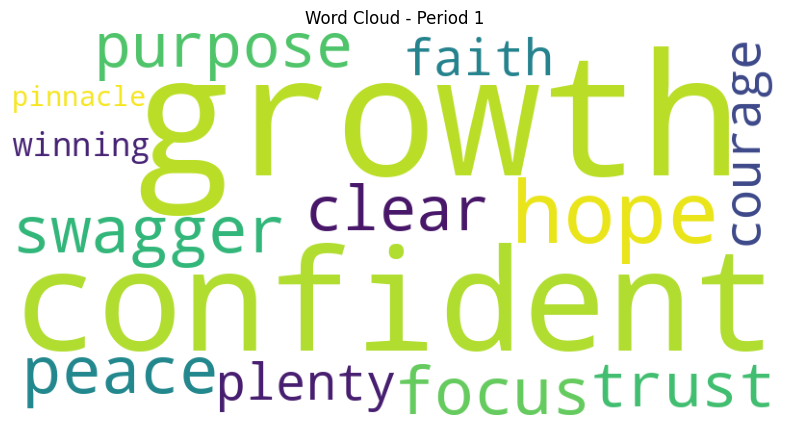 Word Cloud - Period 1
purpose
faith
courage
pinnacle
growth
winning
clear
hope
swagger
confident
peace
plenty
focus
trust